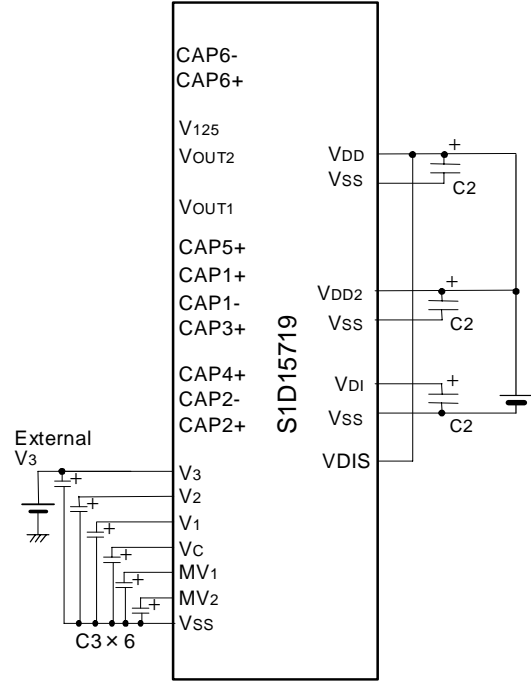 CAP6-
CAP6+
V125
VOUT2
VOUT1
CAP5+
CAP1+
CAP1-
CAP3+
CAP4+
CAP2-
CAP2+
External
V3
V3
V2
V1
VC
MV1
MV2
VSS
C3 × 6
S1D15719
VDD
VSS
VDD2
VSS
VDI
VSS
VDIS
+
C2
+
C2
+
C2
+
+
+
+
+
+